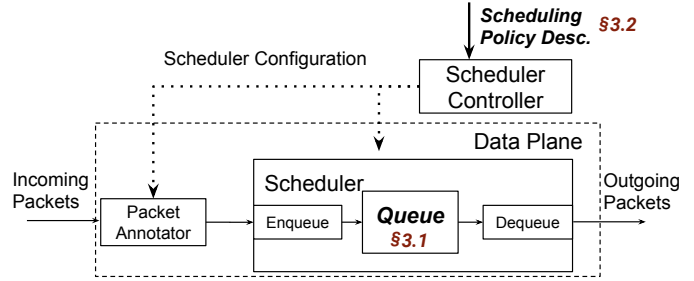 Scheduling
Policy Desc. §3.2
Scheduler Configuration
Scheduler
Controller
Data Plane
Incoming
Packets
Packet
Annotator
Scheduler
Enqueue
Queue
§3.1
Dequeue
Outgoing
Packets